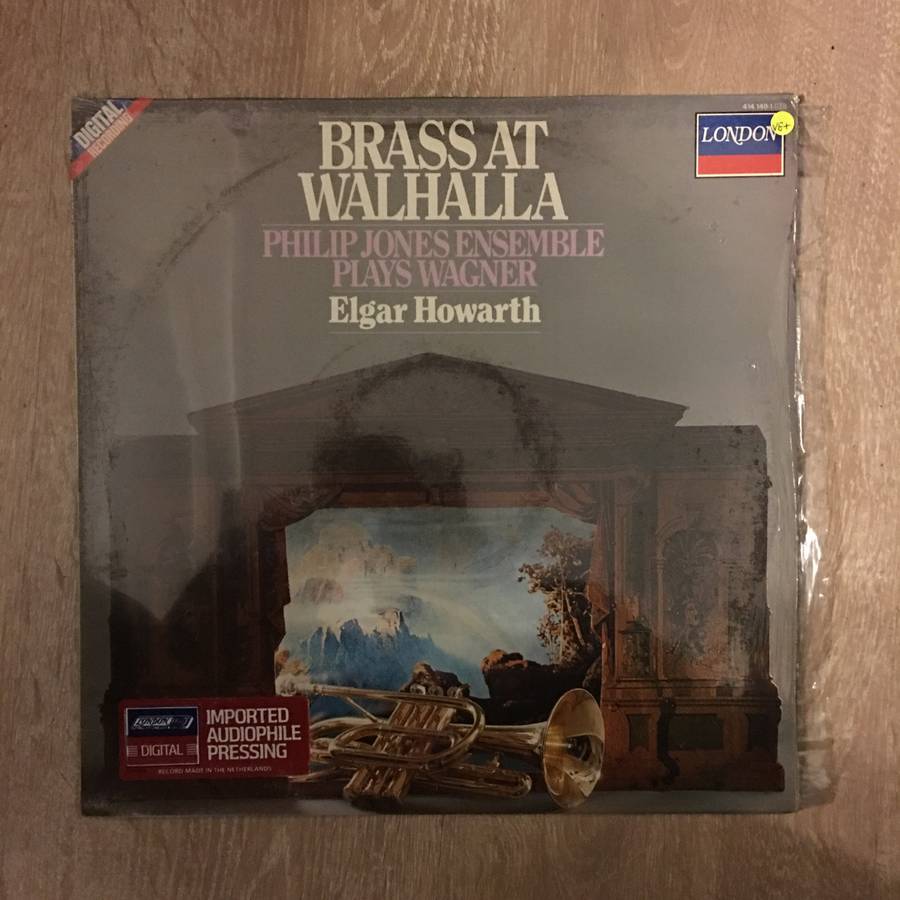 DIGITAL
RECORDING
LONDON
VG+
BRASS AT
WALHALLA
PHILIP JONES ENSEMBLE
PLAYS WAGNER
Elgar Howarth
DIGITAL
IMPORTED
AUDIOPHILE
PRESSING
RECORD MADE IN THE NETHERLANDS